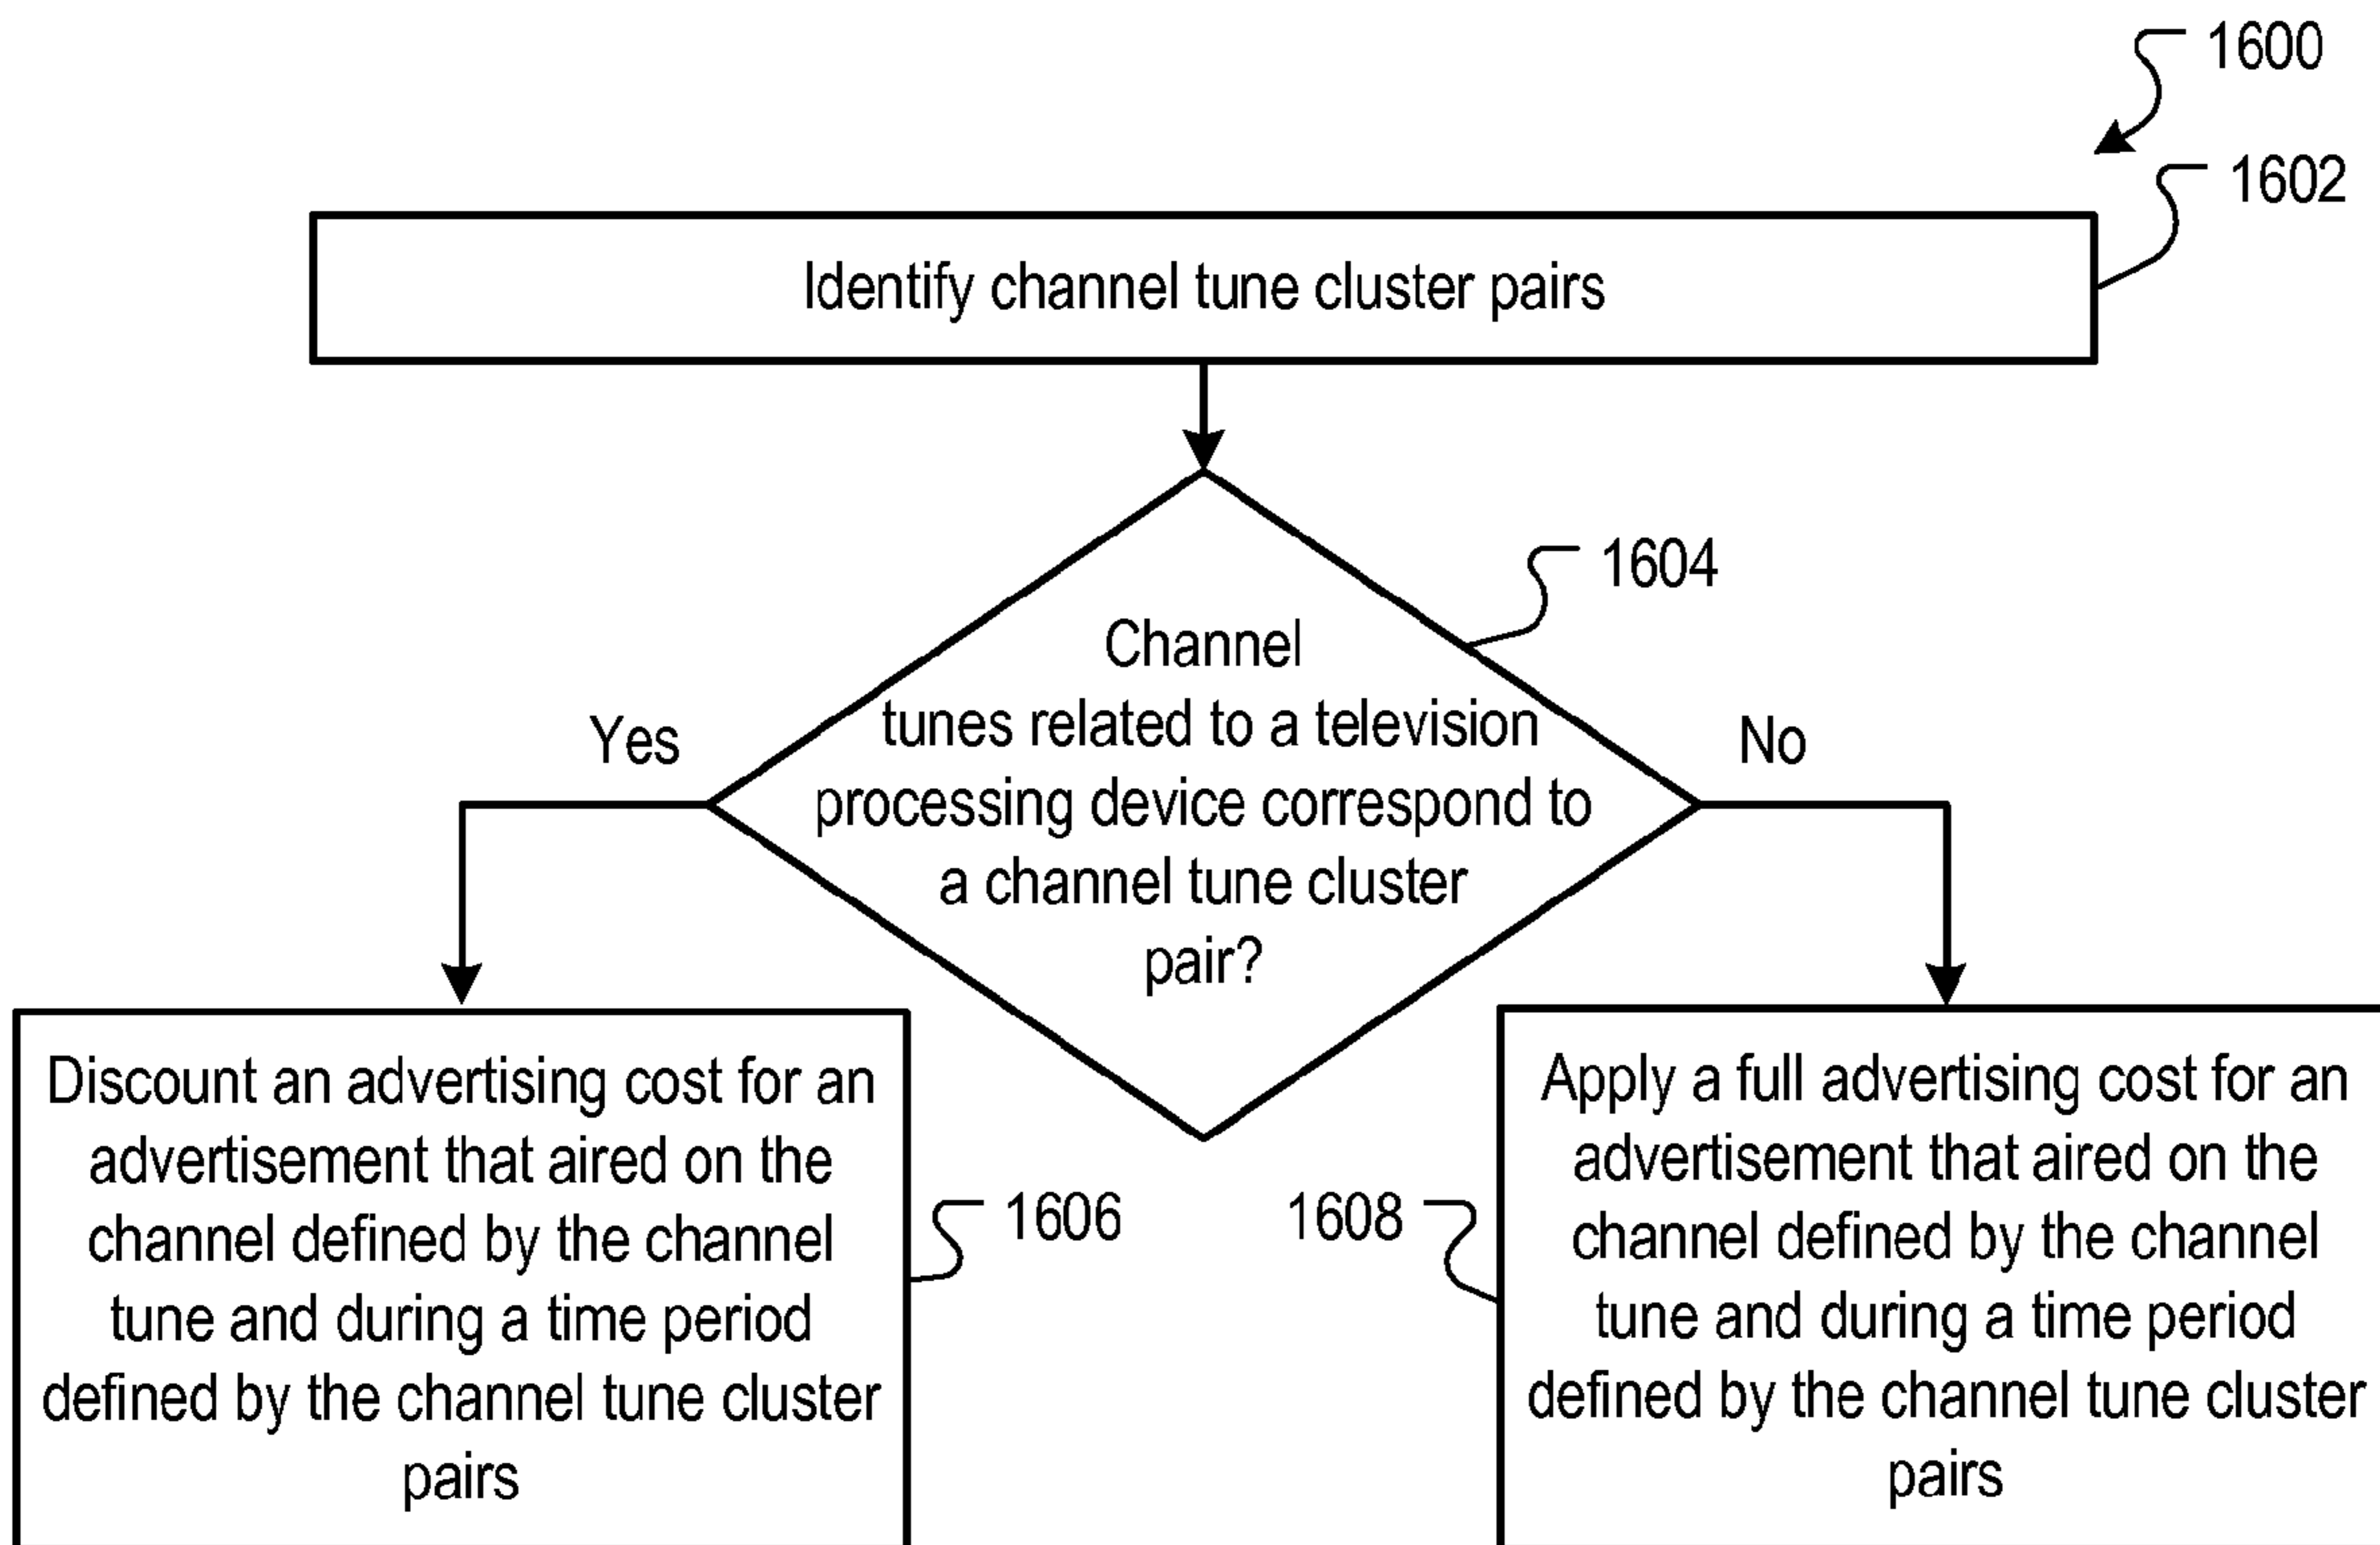 1600
1602
Identify channel tune cluster pairs
1604
Channel
tunes related to a television
processing device correspond to
a channel tune cluster
pair?
Yes
No
Discount an advertising cost for an
advertisement that aired on the
channel defined by the channel
tune and during a time period
defined by the channel tune cluster
pairs
1606
1608
Apply a full advertising cost for an
advertisement that aired on the
channel defined by the channel
tune and during a time period
defined by the channel tune cluster
pairs